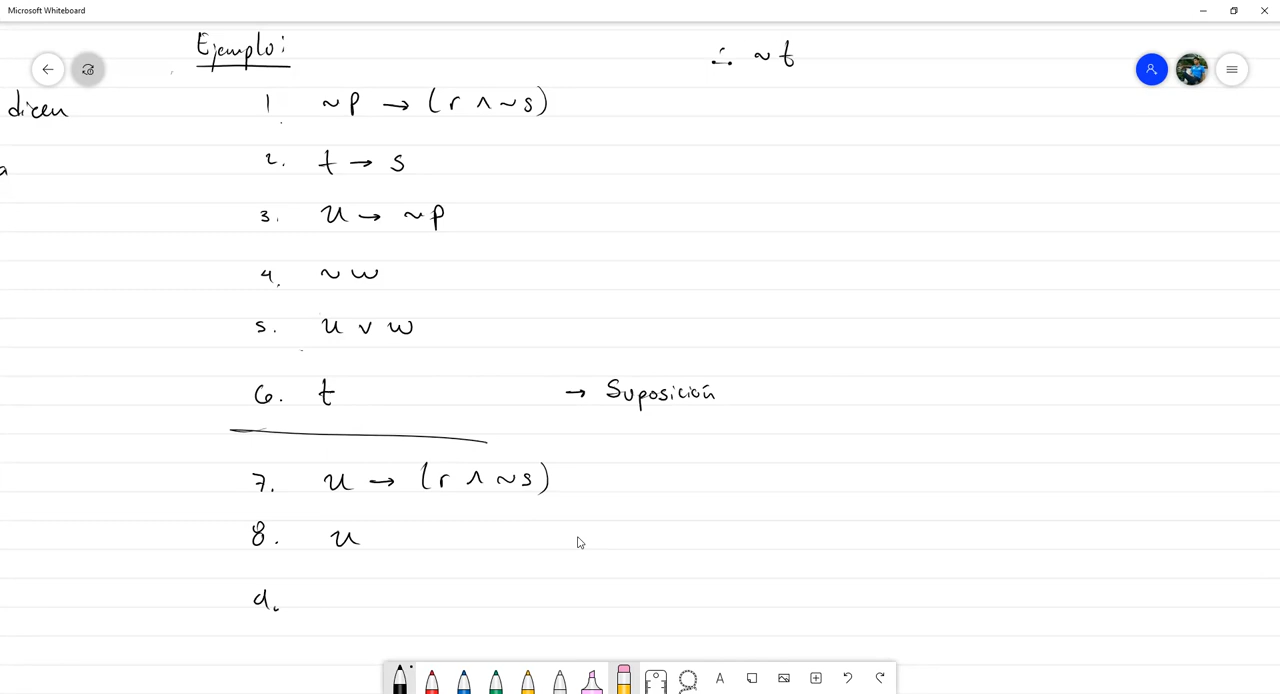 Microsoft Whiteboard
Ejemplo:
∴ ~t
dicen
1. ~p → (r ∧ ~s)
a
2. t → s
3. u → ~p
4. ~w
5. u v w
6. t → Suposición
7. u → (r ∧ ~s)
8. u
9.